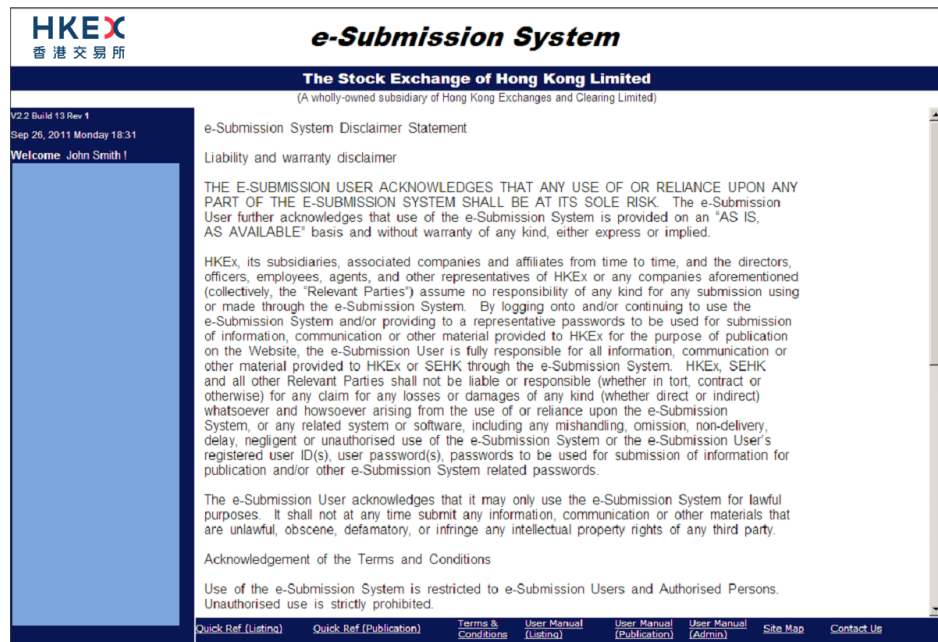 HKEX
香港交易所
e-Submission System
The Stock Exchange of Hong Kong Limited
(A wholly-owned subsidiary of Hong Kong Exchanges and Clearing Limited)
V2.2 Build 13 Rev 1
Sep 26, 2011 Monday 18:31
Welcome John Smith !
e-Submission System Disclaimer Statement
Liability and warranty disclaimer
THE E-SUBMISSION USER ACKNOWLEDGES THAT ANY USE OF OR RELIANCE UPON ANY
PART OF THE E-SUBMISSION SYSTEM SHALL BE AT ITS SOLE RISK. The e-Submission
User further acknowledges that use of the e-Submission System is provided on an "AS IS,
AS AVAILABLE" basis and without warranty of any kind, either express or implied.
HKEx, its subsidiaries, associated companies and affiliates from time to time, and the directors,
officers, employees, agents, and other representatives of HKEx or any companies aforementioned
(collectively, the "Relevant Parties") assume no responsibility of any kind for any submission using
or made through the e-Submission System. By logging onto and/or continuing to use the
e-Submission System and/or providing to a representative passwords to be used for submission
of information, communication or other material provided to HKEx for the purpose of publication
on the Website, the e-Submission User is fully responsible for all information, communication or
other material provided to HKEx or SEHK through the e-Submission System. HKEx, SEHK
and all other Relevant Parties shall not be liable or responsible (whether in tort, contract or
otherwise) for any claim for any losses or damages of any kind (whether direct or indirect)
whatsoever and howsoever arising from the use of or reliance upon the e-Submission
System, or any related system or software, including any mishandling, omission, non-delivery,
delay, negligent or unauthorised use of the e-Submission System or the e-Submission User's
registered user ID(s), user password(s), passwords to be used for submission of information for
publication and/or other e-Submission System related passwords.
The e-Submission User acknowledges that it may only use the e-Submission System for lawful
purposes. It shall not at any time submit any information, communication or other materials that
are unlawful, obscene, defamatory, or infringe any intellectual property rights of any third party.
Acknowledgement of the Terms and Conditions
Use of the e-Submission System is restricted to e-Submission Users and Authorised Persons.
Unauthorised use is strictly prohibited.
Quick Ref (Listing)
Quick Ref (Publication)
Terms &
Conditions
User Manual
(Listing)
User Manual
(Publication)
User Manual
(Admin)
Site Map
Contact Us